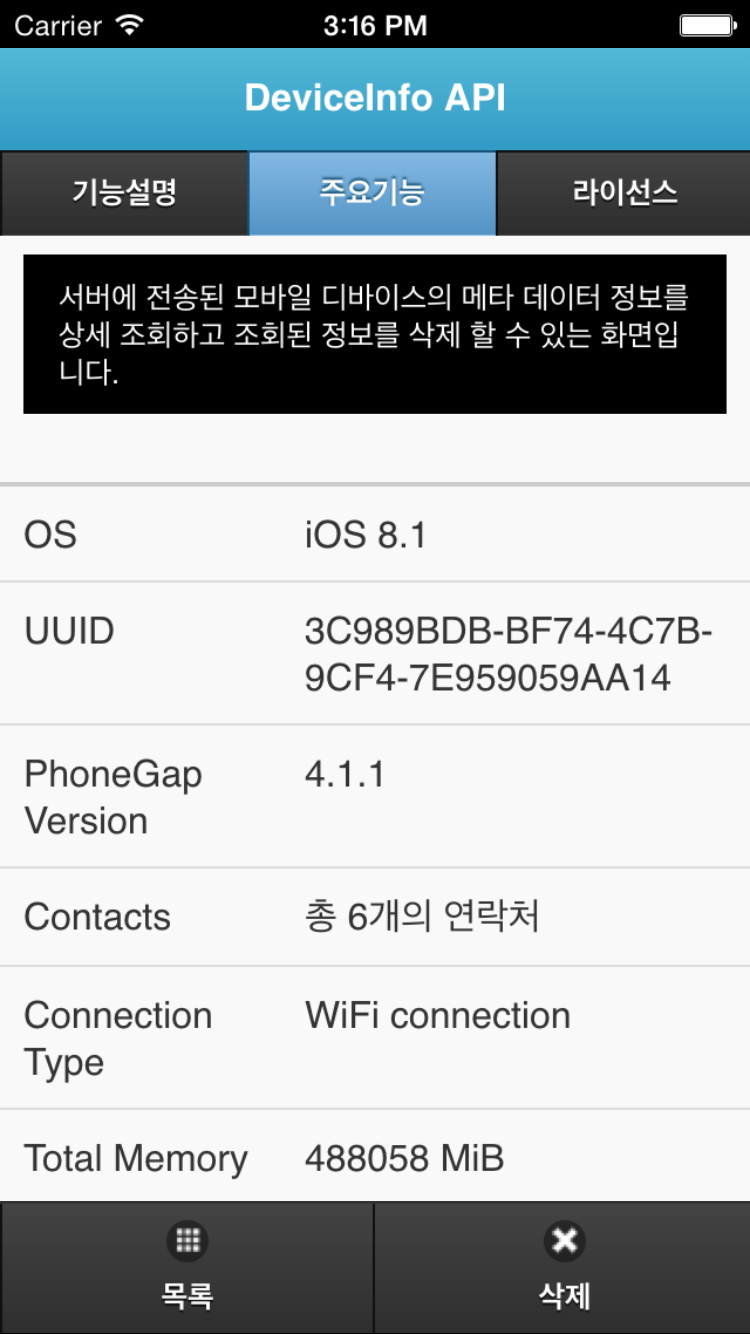 Carrier 3:16 PM
DeviceInfo API
기능설명 주요기능 라이선스
서버에 전송된 모바일 디바이스의 메타 데이터 정보를
상세 조회하고 조회된 정보를 삭제 할 수 있는 화면입
니다.
OS iOS 8.1
UUID 3C989BDB-BF74-4C7B-
9CF4-7E959059AA14
PhoneGap 4.1.1
Version
Contacts 총 6개의 연락처
Connection WiFi connection
Type
Total Memory 488058 MiB
목록 삭제